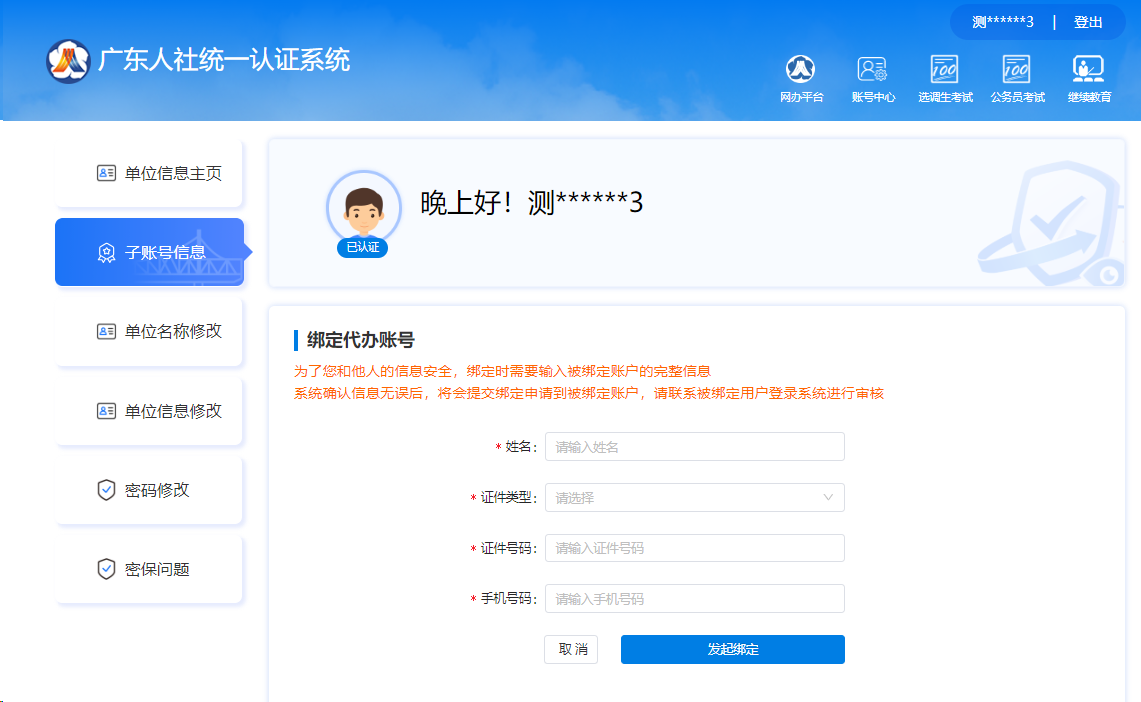 测******3 | 登出
广东人社统一认证系统
网办平台 账号中心 选调生考试 公务员考试 继续教育
单位信息主页
子账号信息
单位名称修改
单位信息修改
密码修改
密保问题
晚上好！测******3
已认证
绑定代办账号
为了您和他人的信息安全，绑定时需要输入被绑定账户的完整信息
系统确认信息无误后，将会提交绑定申请到被绑定账户，请联系被绑定用户登录系统进行审核
* 姓名： 请输入姓名
* 证件类型： 请选择
* 证件号码： 请输入证件号码
* 手机号码： 请输入手机号码
取 消 发起绑定